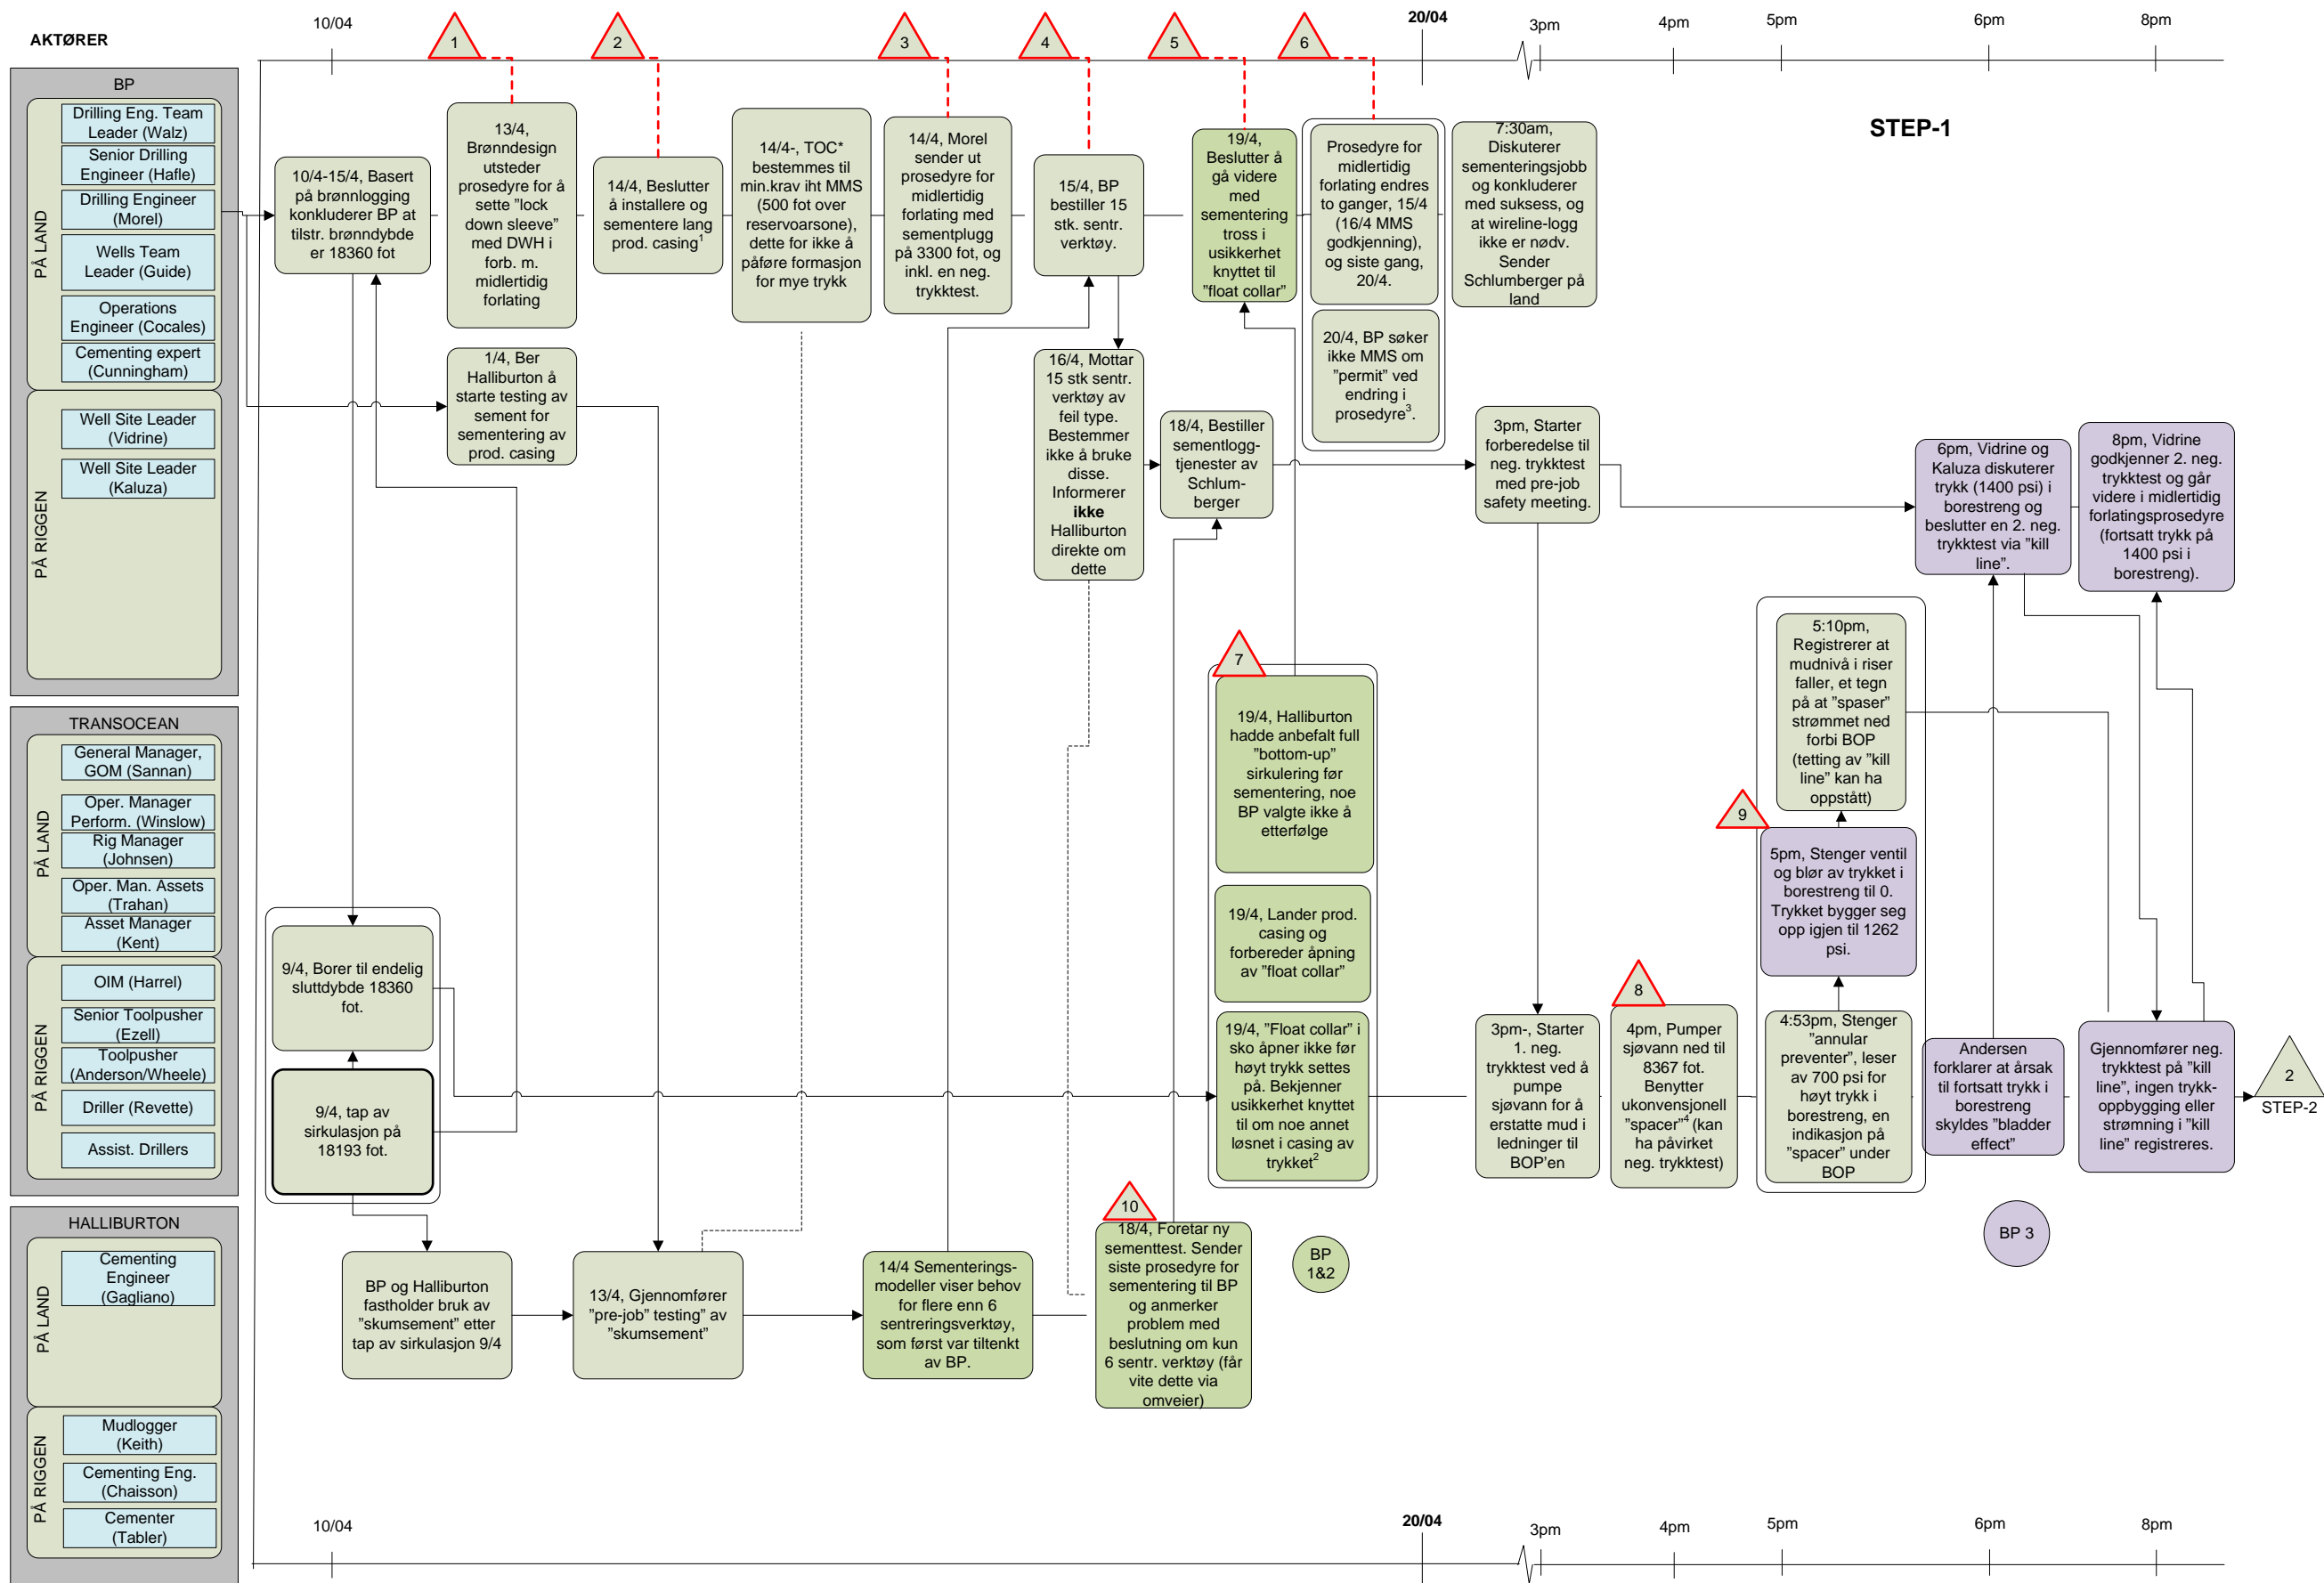 AKTØRER
10/04
1
2
3
4
5
6
20/04
3pm
4pm
5pm
6pm
8pm
STEP-1
BP
PÅ LAND
Drilling Eng. Team
Leader (Walz)
Senior Drilling
Engineer (Hafle)
Drilling Engineer
(Morel)
Wells Team
Leader (Guide)
Operations
Engineer (Cocales)
Cementing expert
(Cunningham)
PÅ RIGGEN
Well Site Leader
(Vidrine)
Well Site Leader
(Kaluza)
10/4-15/4, Basert
på brønnlogging
konkluderer BP at
tilstr. brønndybde
er 18360 fot
13/4,
Brønndesign
utsteder
prosedyre for å
sette ”lock
down sleeve”
med DWH i
forb. m.
midlertidig
forlating
14/4, Beslutter
å installere og
sementere lang
prod. casing1
14/4-, TOC*
bestemmes til
min.krav iht MMS
(500 fot over
reservoarsone),
dette for ikke å
påføre formasjon
for mye trykk
14/4, Morel
sender ut
prosedyre for
midlertidig
forlating med
sementplugg
på 3300 fot, og
inkl. en neg.
trykktest.
15/4, BP
bestiller 15
stk. sentr.
verktøy.
19/4,
Beslutter å
gå videre
med
sementering
tross i
usikkerhet
knyttet til
”float collar”
Prosedyre for
midlertidig
forlating endres
to ganger, 15/4
(16/4 MMS
godkjenning),
og siste gang,
20/4.
7:30am,
Diskuterer
sementeringsjobb
og konkluderer
med suksess, og
at wireline-logg
ikke er nødv.
Sender
Schlumberger på
land
1/4, Ber
Halliburton å
starte testing av
sement for
sementering av
prod. casing
16/4, Mottar
15 stk sentr.
verktøy av
feil type.
Bestemmer
ikke å bruke
disse.
Informerer
ikke
Halliburton
direkte om
dette
18/4, Bestiller
sementlogg-
tjenester av
Schlum-
berger
20/4, BP søker
ikke MMS om
”permit” ved
endring i
prosedyre3.
3pm, Starter
forberedelse til
neg. trykktest
med pre-job
safety meeting.
6pm, Vidrine og
Kaluza diskuterer
trykk (1400 psi) i
borestreng og
beslutter en 2. neg.
trykktest via ”kill
line”.
8pm, Vidrine
godkjenner 2. neg.
trykktest og går
videre i midlertidig
forlatingsprosedyre
(fortsatt trykk på
1400 psi i
borestreng).
TRANSOCEAN
PÅ LAND
General Manager,
GOM (Sannan)
Oper. Manager
Perform. (Winslow)
Rig Manager
(Johnsen)
Oper. Man. Assets
(Trahan)
Asset Manager
(Kent)
PÅ RIGGEN
OIM (Harrel)
Senior Toolpusher
(Ezell)
Toolpusher
(Anderson/Wheele)
Driller (Revette)
Assist. Drillers
9/4, Borer til endelig
sluttdybde 18360
fot.
9/4, tap av
sirkulasjon på
18193 fot.
7
19/4, Halliburton
hadde anbefalt full
”bottom-up”
sirkulering før
sementering, noe
BP valgte ikke å
etterfølge
19/4, Lander prod.
casing og
forbereder åpning
av ”float collar”
19/4, ”Float collar” i
sko åpner ikke før
høyt trykk settes
på. Bekjenner
usikkerhet knyttet
til om noe annet
løsnet i casing av
trykket2
3pm-, Starter
1. neg.
trykktest ved å
pumpe
sjøvann for å
erstatte mud i
ledninger til
BOP’en
8
4pm, Pumper
sjøvann ned til
8367 fot.
Benytter
ukonvensjonell
”spacer”4 (kan
ha påvirket
neg. trykktest)
5:10pm,
Registrerer at
mudnivå i riser
faller, et tegn
på at ”spaser”
strømmet ned
forbi BOP
(tetting av ”kill
line” kan ha
oppstått)
9
5pm, Stenger ventil
og blør av trykket i
borestreng til 0.
Trykket bygger seg
opp igjen til 1262
psi.
4:53pm, Stenger
”annular
preventer”, leser
av 700 psi for
høyt trykk i
borestreng, en
indikasjon på
”spacer” under
BOP
Andersen
forklarer at årsak
til fortsatt trykk i
borestreng
skyldes ”bladder
effect”
Gjennomfører neg.
trykktest på ”kill
line”, ingen trykk-
oppbygging eller
strømning i ”kill
line” registreres.
2
STEP-2
HALLIBURTON
PÅ LAND
Cementing
Engineer
(Gagliano)
PÅ RIGGEN
Mudlogger
(Keith)
Cementing Eng.
(Chaisson)
Cementer
(Tabler)
BP og Halliburton
fastholder bruk av
”skumsement” etter
tap av sirkulasjon 9/4
13/4, Gjennomfører
”pre-job” testing” av
”skumsement”
14/4 Sementerings-
modeller viser behov
for flere enn 6
sentreringsverktøy,
som først var tiltenkt
av BP.
10
18/4, Foretar ny
sementtest. Sender
siste prosedyre for
sementering til BP
og anmerker
problem med
beslutning om kun
6 sentr. verktøy (får
vite dette via
omveier)
BP
1&2
BP 3
10/04
20/04
3pm
4pm
5pm
6pm
8pm